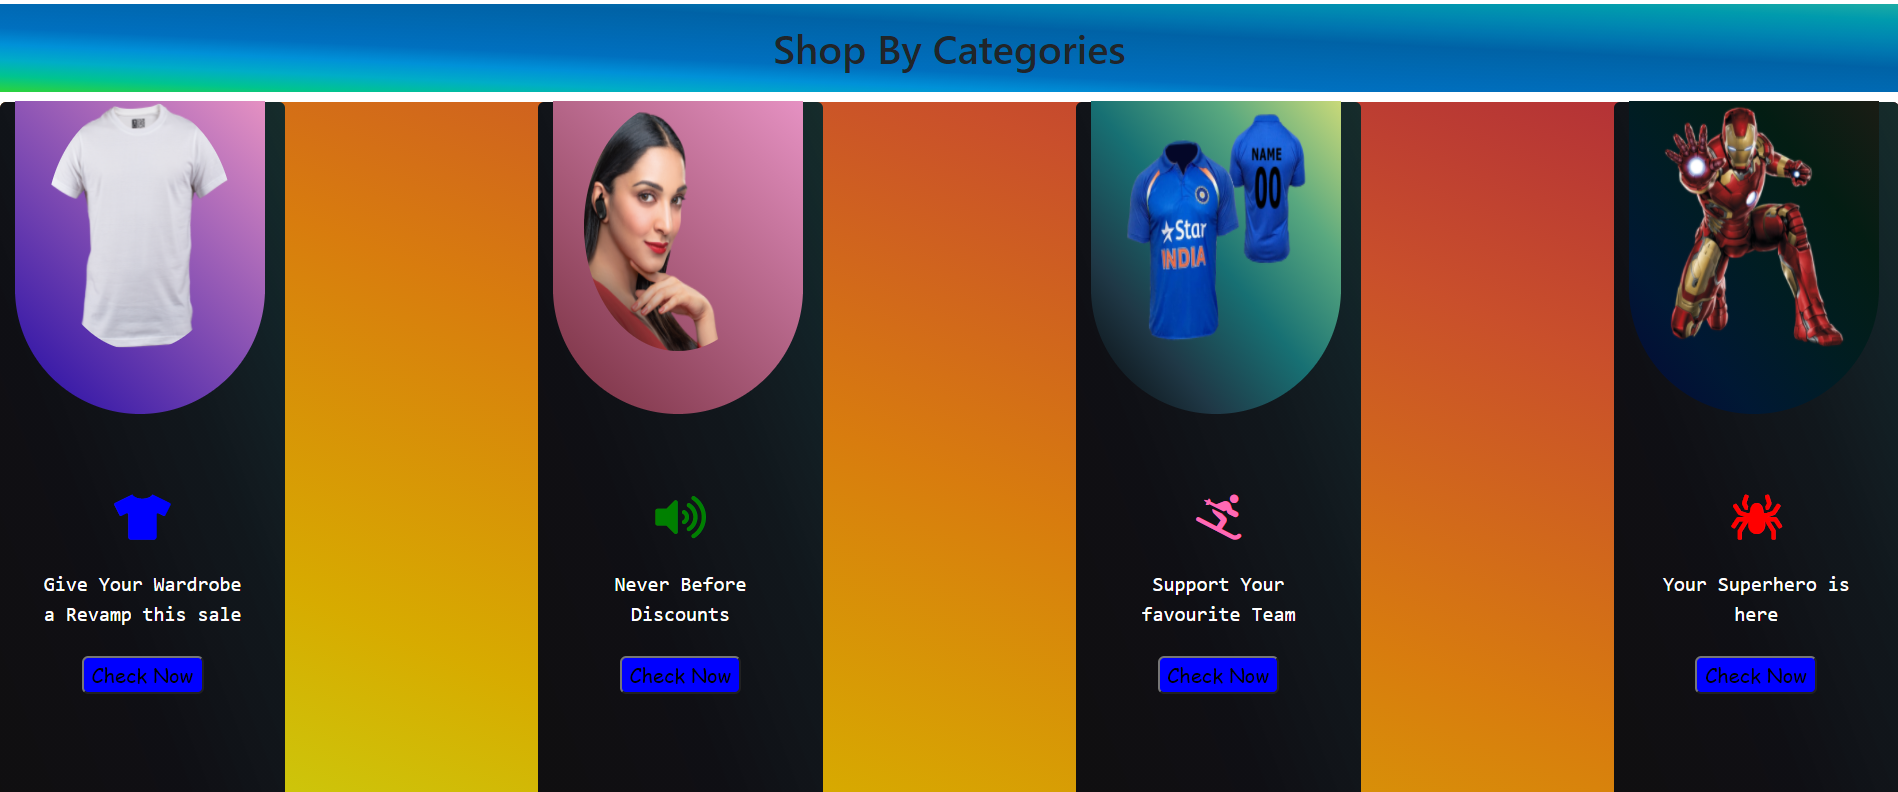 Shop By Categories
NAME
00
Star
INDIA
Give Your Wardrobe
a Revamp this sale
Check Now
Never Before
Discounts
Check Now
Support Your
favourite Team
Check Now
Your Superhero is
here
Check Now